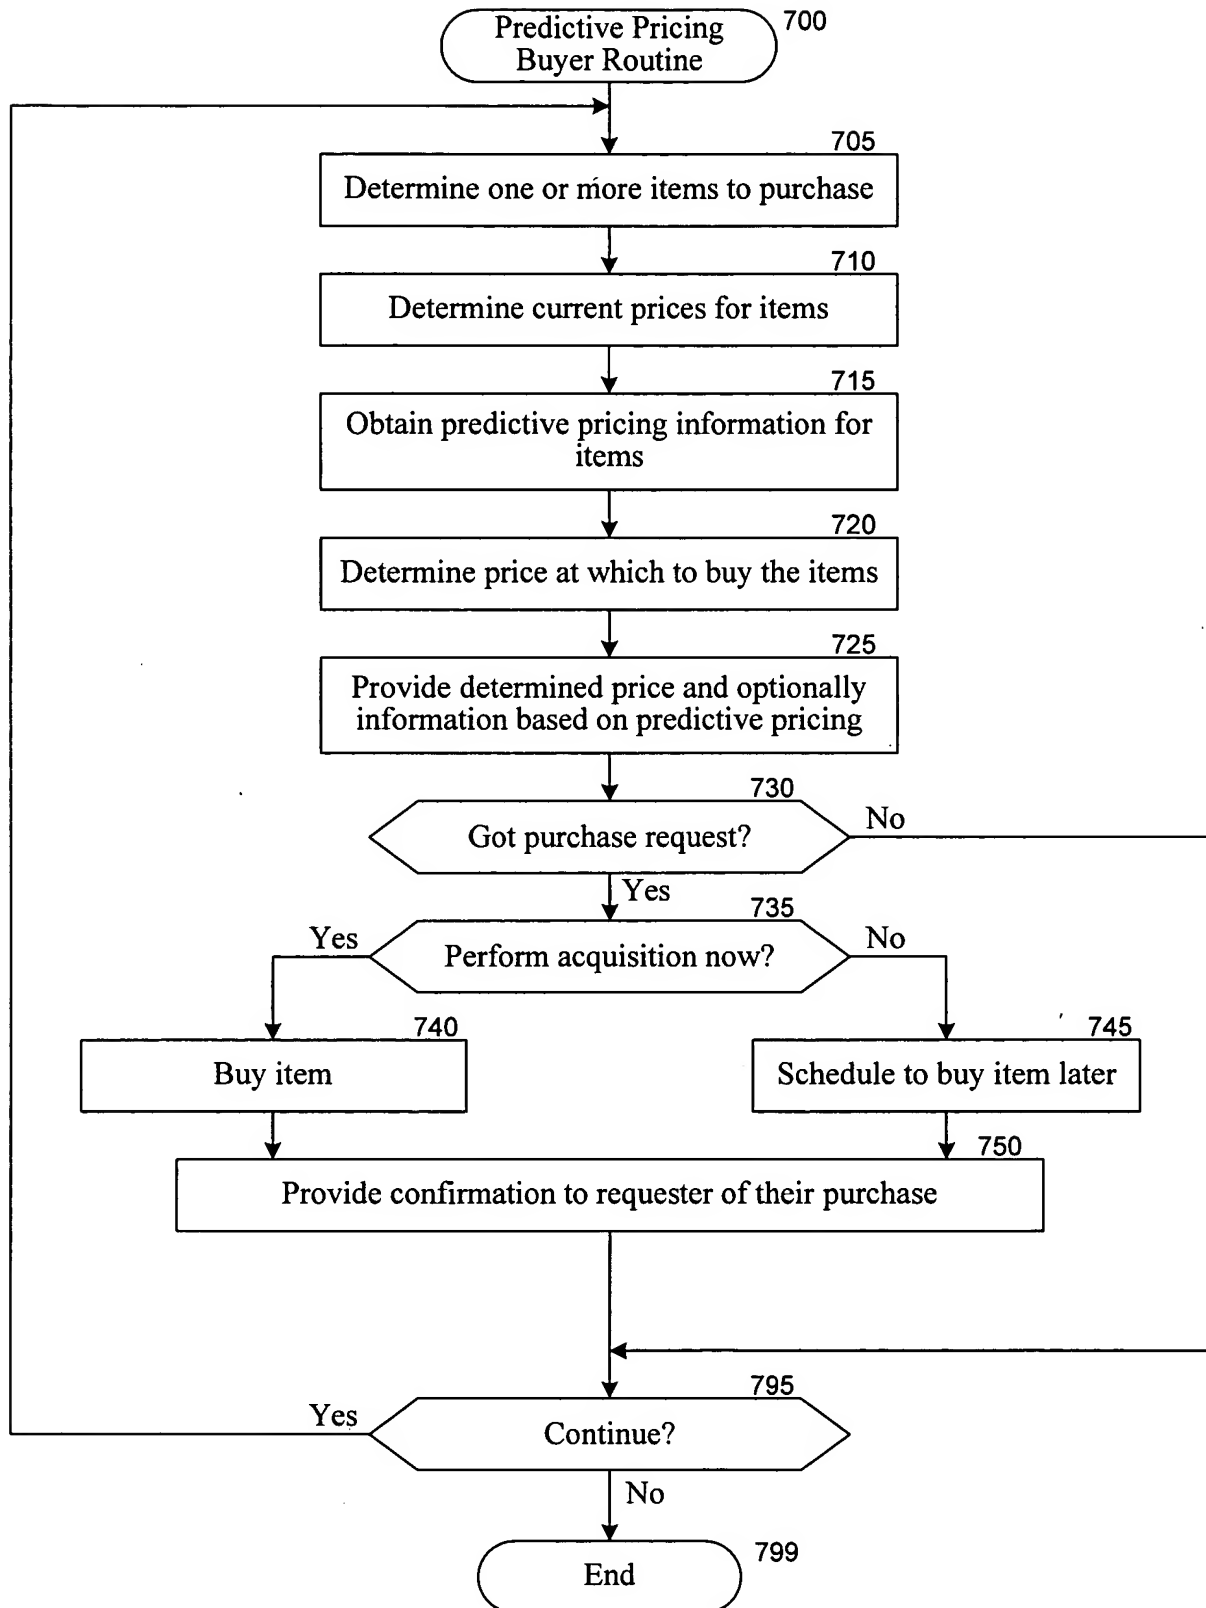 Predictive Pricing
Buyer Routine
700
705
Determine one or more items to purchase
710
Determine current prices for items
715
Obtain predictive pricing information for
items
720
Determine price at which to buy the items
725
Provide determined price and optionally
information based on predictive pricing
730
Got purchase request?
No
Yes
735
Yes
Perform acquisition now?
No
740
Buy item
745
Schedule to buy item later
750
Provide confirmation to requester of their purchase
795
Yes
Continue?
No
799
End